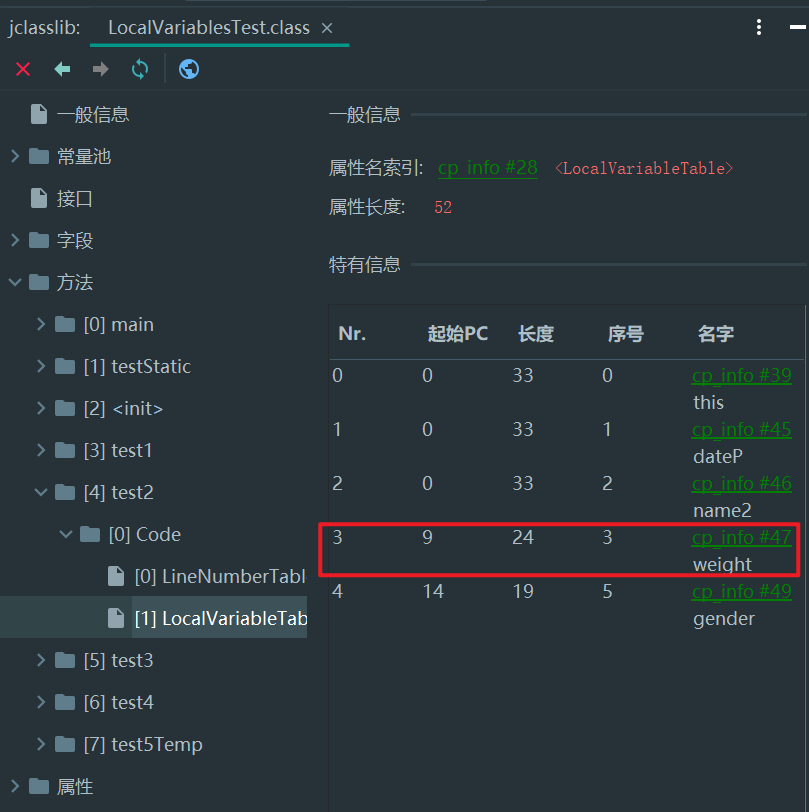 jclasslib:
LocalVariablesTest.class
一般信息
常量池
接口
字段
方法
[0] main
[1] testStatic
[2] <init>
[3] test1
[4] test2
[0] Code
[0] LineNumberTabl
[1] LocalVariableTab
[5] test3
[6] test4
[7] test5Temp
属性
一般信息
属性名索引: cp_info #28 <LocalVariableTable>
属性长度: 52
特有信息
Nr. 起始PC 长度 序号 名字
0 0 33 0 cp_info #39
this
1 0 33 1 cp_info #45
dateP
2 0 33 2 cp_info #46
name2
3 9 24 3 cp_info #47
weight
4 14 19 5 cp_info #49
gender